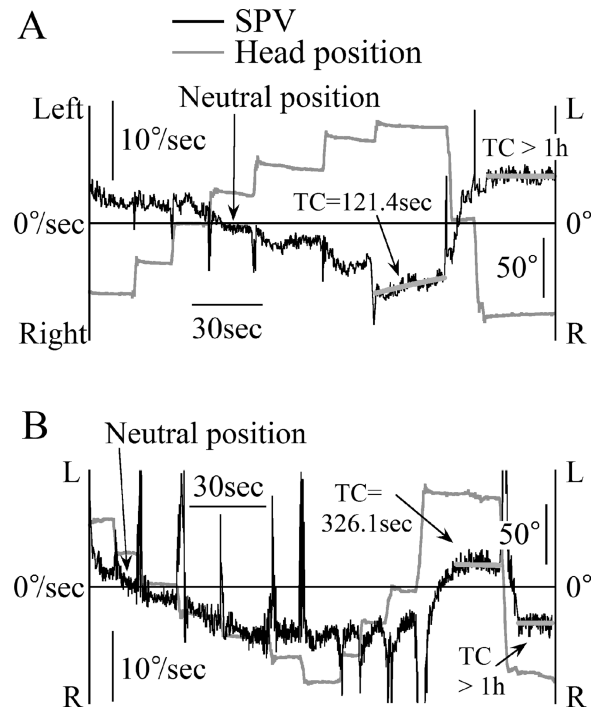 A
SPV
Head position
Left
Neutral position
L
10°/sec
TC > 1h
0°/sec
TC=121.4sec
0°
50°
30sec
Right
R
B
Neutral position
L
30sec
TC=
326.1sec
L
50°
0°/sec
0°
10°/sec
TC
> 1h
R
R